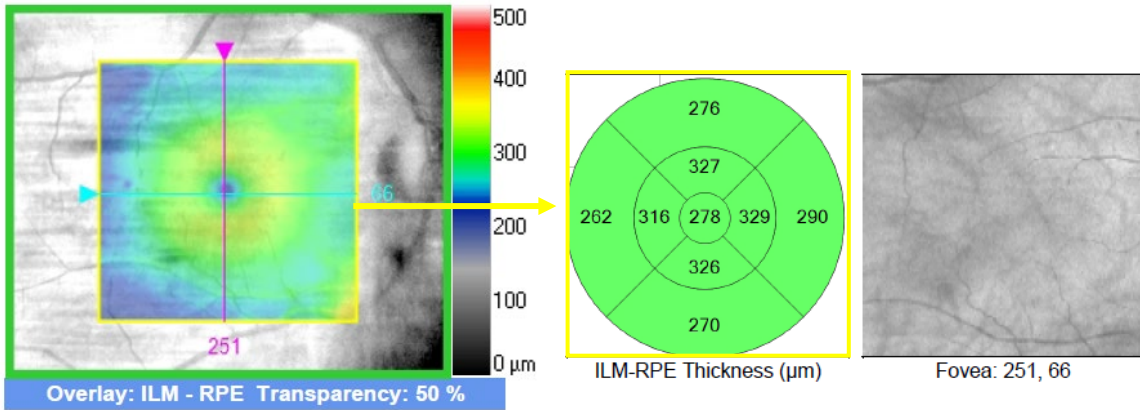 500
400
300
200
100
0 µm
66
251
Overlay: ILM - RPE Transparency: 50 %
276
327
262 316 278 329 290
326
270
ILM-RPE Thickness (µm)
Fovea: 251, 66